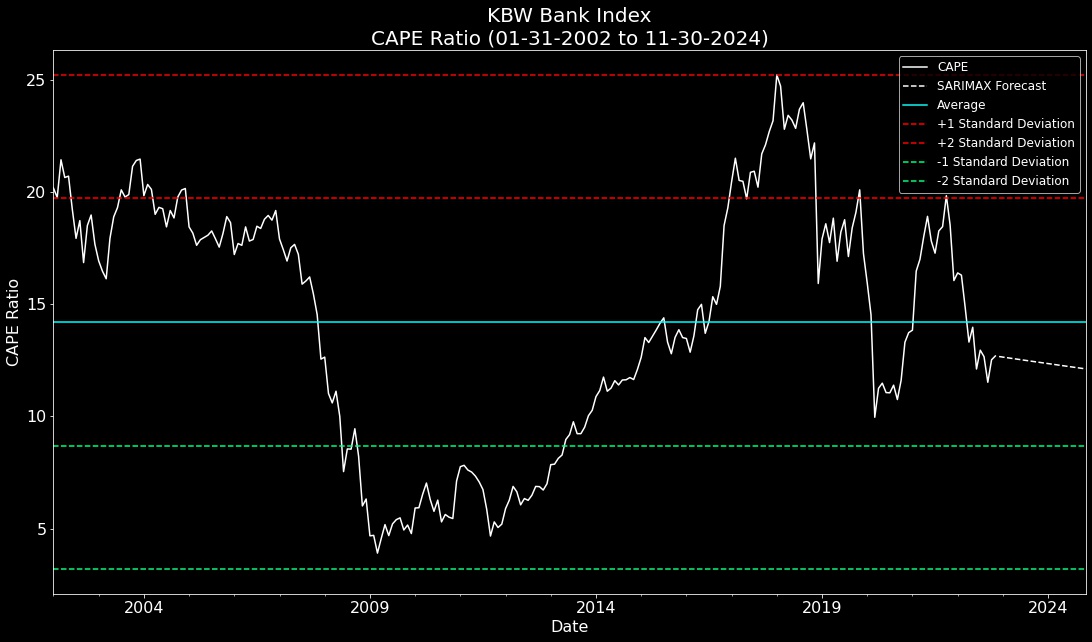 KBW Bank Index
CAPE Ratio (01-31-2002 to 11-30-2024)
CAPE
SARIMAX Forecast
Average
+1 Standard Deviation
+2 Standard Deviation
-1 Standard Deviation
-2 Standard Deviation
25
20
15
10
5
CAPE Ratio
2004 2009 2014 2019 2024
Date